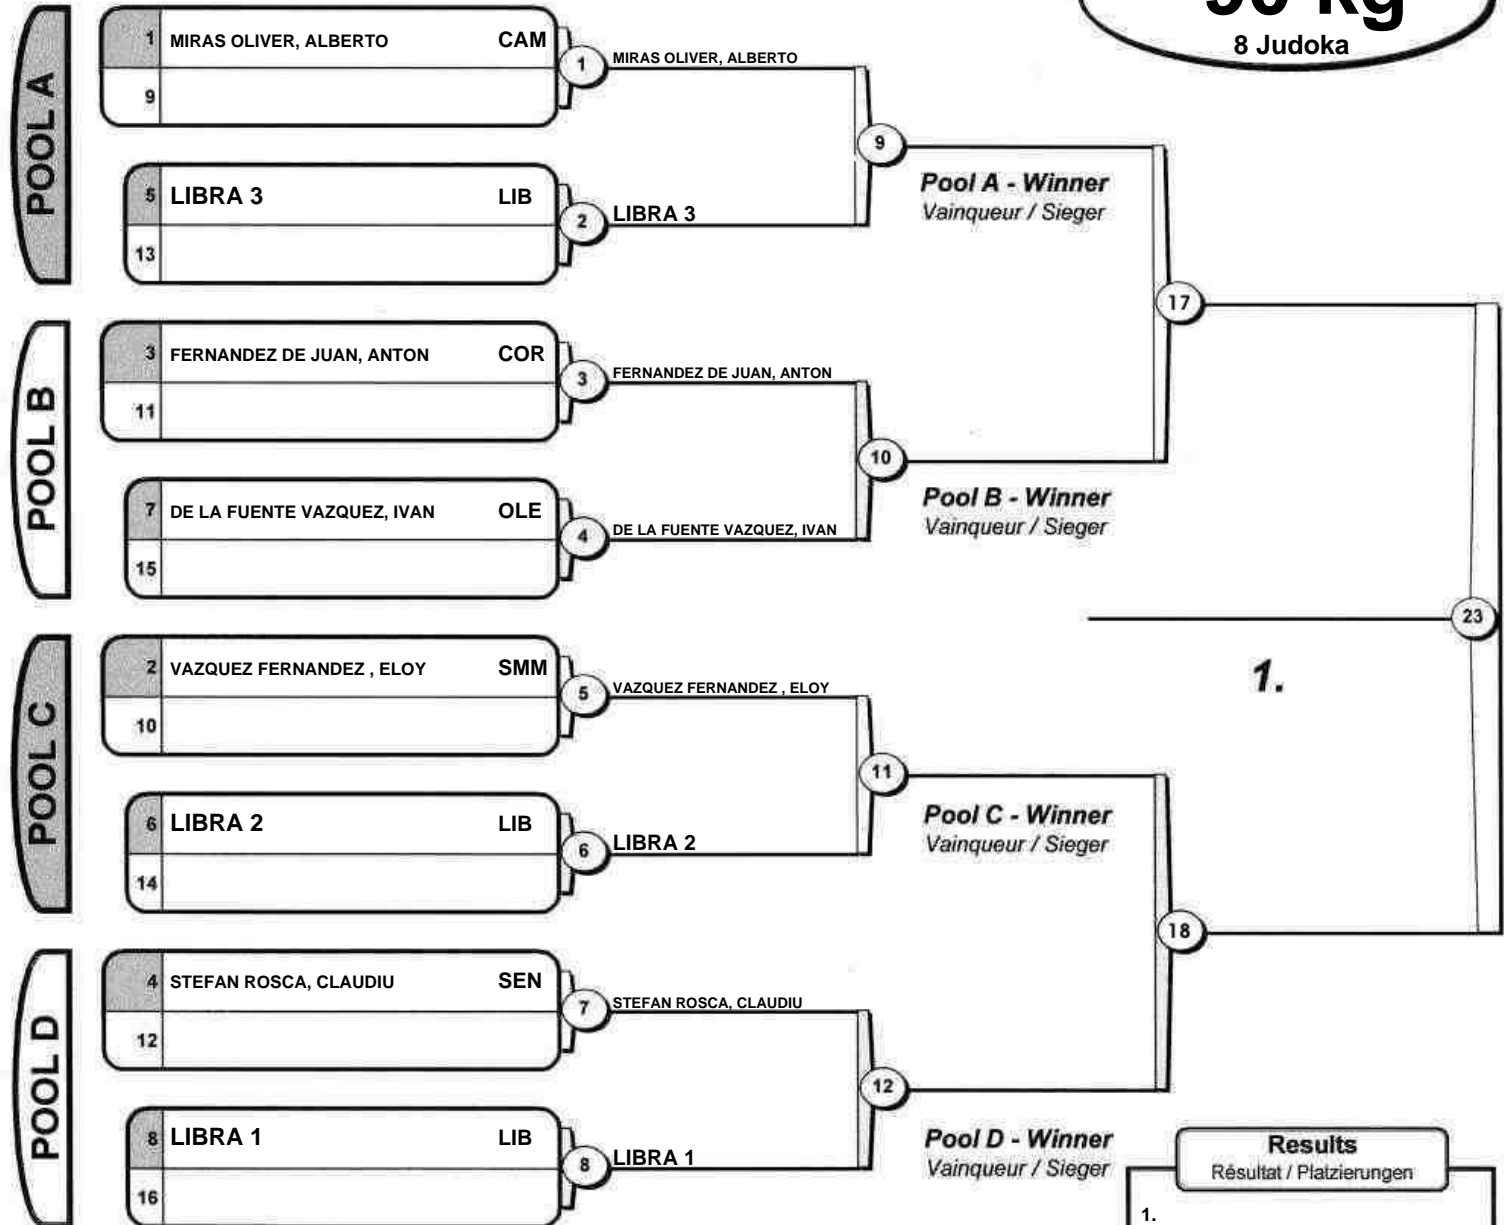 90 kg
8 Judoka
POOL A
1 MIRAS OLIVER, ALBERTO CAM
9
1 MIRAS OLIVER, ALBERTO
5 LIBRA 3 LIB
13
2 LIBRA 3
9
Pool A - Winner
Vainqueur / Sieger
POOL B
3 FERNANDEZ DE JUAN, ANTON COR
11
3 FERNANDEZ DE JUAN, ANTON
7 DE LA FUENTE VAZQUEZ, IVAN OLE
15
4 DE LA FUENTE VAZQUEZ, IVAN
10
Pool B - Winner
Vainqueur / Sieger
17
POOL C
2 VAZQUEZ FERNANDEZ , ELOY SMM
10
5 VAZQUEZ FERNANDEZ , ELOY
6 LIBRA 2 LIB
14
6 LIBRA 2
11
Pool C - Winner
Vainqueur / Sieger
POOL D
4 STEFAN ROSCA, CLAUDIU SEN
12
7 STEFAN ROSCA, CLAUDIU
8 LIBRA 1 LIB
16
8 LIBRA 1
12
Pool D - Winner
Vainqueur / Sieger
18
23
1.
Results
Résultat / Platzierungen
1.